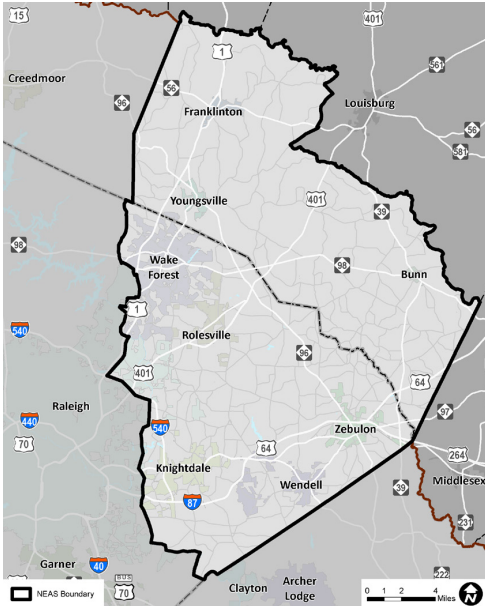 15
401
1
561
Creedmoor
56
96
Louisburg
Franklinton
56
581
Youngsville
401
39
98
Wake
Forest
98
Bunn
1
540
Rolesville
96
401
64
Raleigh
440
97
70
540
Zebulon
64
264
Knightdale
Middlesex
Wendell
39
87
231
Garner
40
222
BUS
70
Clayton
Archer
Lodge
NEAS Boundary
0 1 2 4
Miles
N